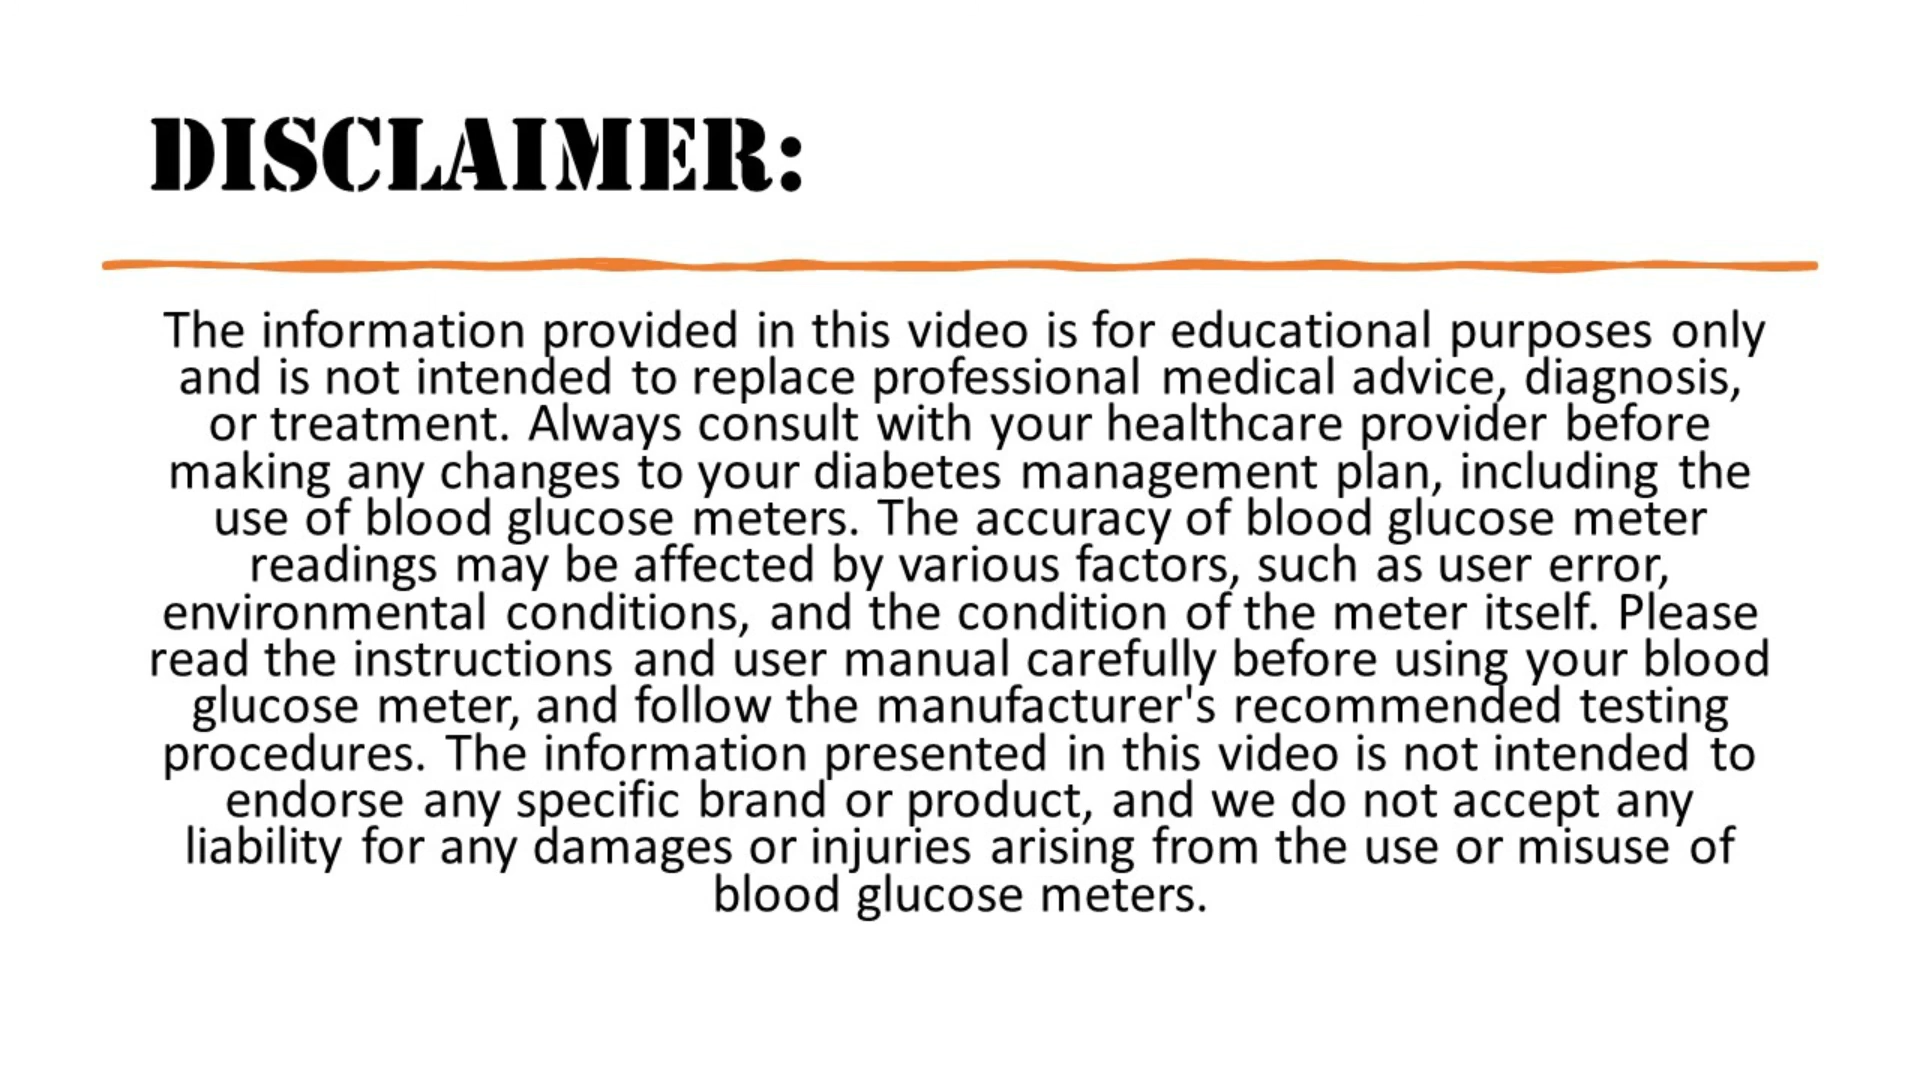 DISCLAIMER:
The information provided in this video is for educational purposes only
and is not intended to replace professional medical advice, diagnosis,
or treatment. Always consult with your healthcare provider before
making any changes to your diabetes management plan, including the
use of blood glucose meters. The accuracy of blood glucose meter
readings may be affected by various factors, such as user error,
environmental conditions, and the condition of the meter itself. Please
read the instructions and user manual carefully before using your blood
glucose meter, and follow the manufacturer's recommended testing
procedures. The information presented in this video is not intended to
endorse any specific brand or product, and we do not accept any
liability for any damages or injuries arising from the use or misuse of
blood glucose meters.